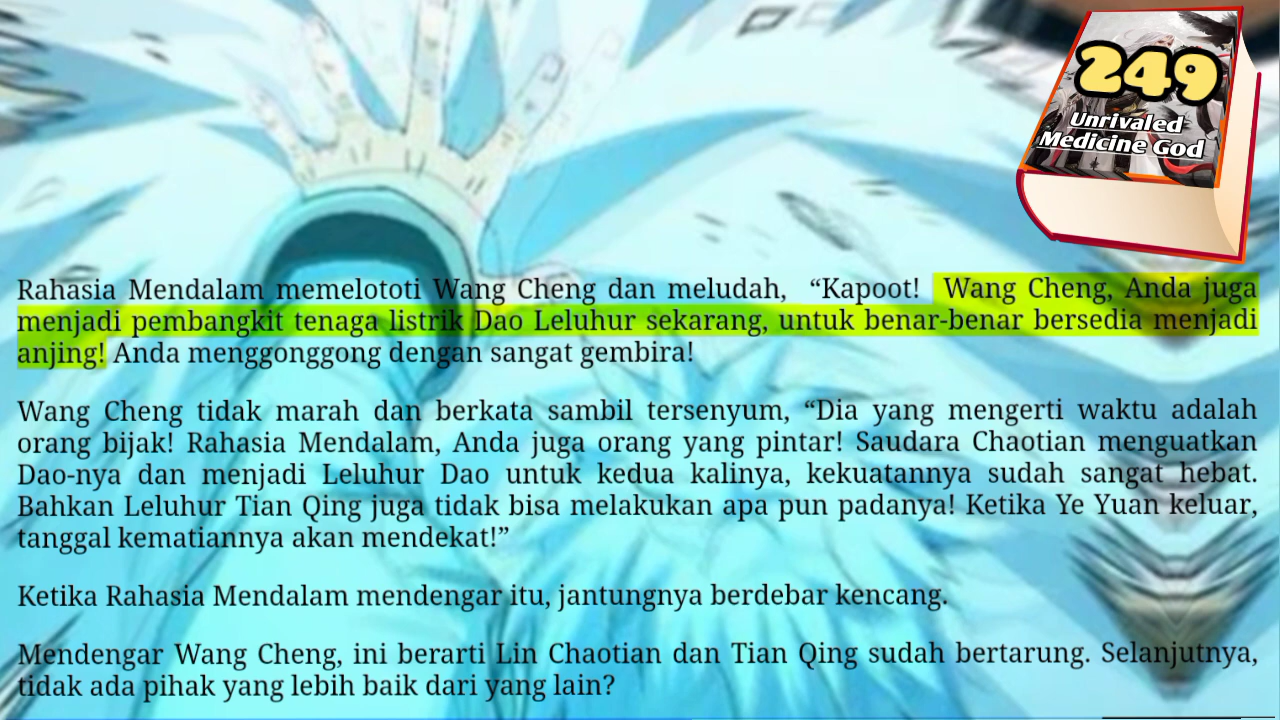 249
Unrivaled
Medicine God
Rahasia Mendalam memelototi Wang Cheng dan meludah, “Kapoot! Wang Cheng, Anda juga
menjadi pembangkit tenaga listrik Dao Leluhur sekarang, untuk benar-benar bersedia menjadi
anjing! Anda menggonggong dengan sangat gembira!
Wang Cheng tidak marah dan berkata sambil tersenyum, “Dia yang mengerti waktu adalah
orang bijak! Rahasia Mendalam, Anda juga orang yang pintar! Saudara Chaotian menguatkan
Dao-nya dan menjadi Leluhur Dao untuk kedua kalinya, kekuatannya sudah sangat hebat.
Bahkan Leluhur Tian Qing juga tidak bisa melakukan apa pun padanya! Ketika Ye Yuan keluar,
tanggal kematiannya akan mendekat!”
Ketika Rahasia Mendalam mendengar itu, jantungnya berdebar kencang.
Mendengar Wang Cheng, ini berarti Lin Chaotian dan Tian Qing sudah bertarung. Selanjutnya,
tidak ada pihak yang lebih baik dari yang lain?